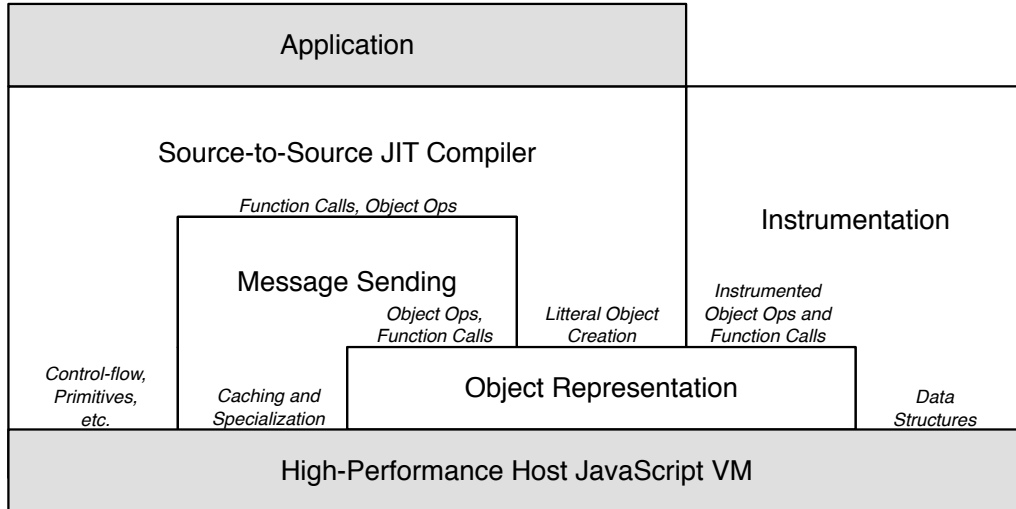 Application
Source-to-Source JIT Compiler
Function Calls, Object Ops
Instrumentation
Message Sending
Object Ops,
Function Calls
Litteral Object
Creation
Instrumented
Object Ops and
Function Calls
Control-flow,
Primitives,
etc.
Caching and
Specialization
Object Representation
Data
Structures
High-Performance Host JavaScript VM